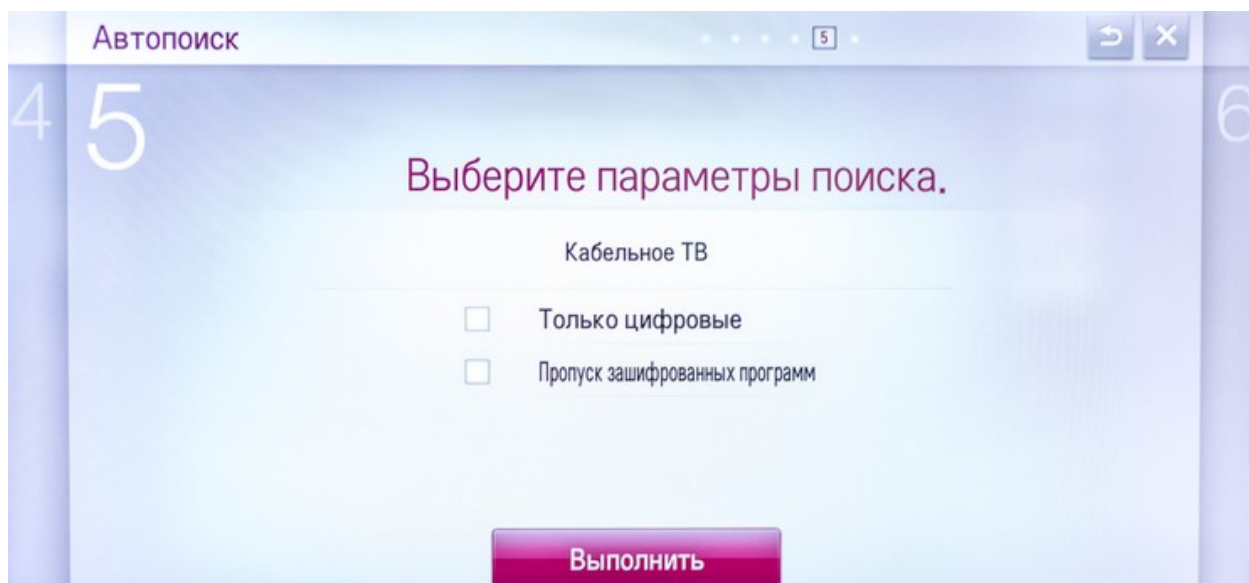 Автопоиск
5
4
5
6
Выберите параметры поиска.
Кабельное ТВ
Только цифровые
Пропуск зашифрованных программ
Выполнить